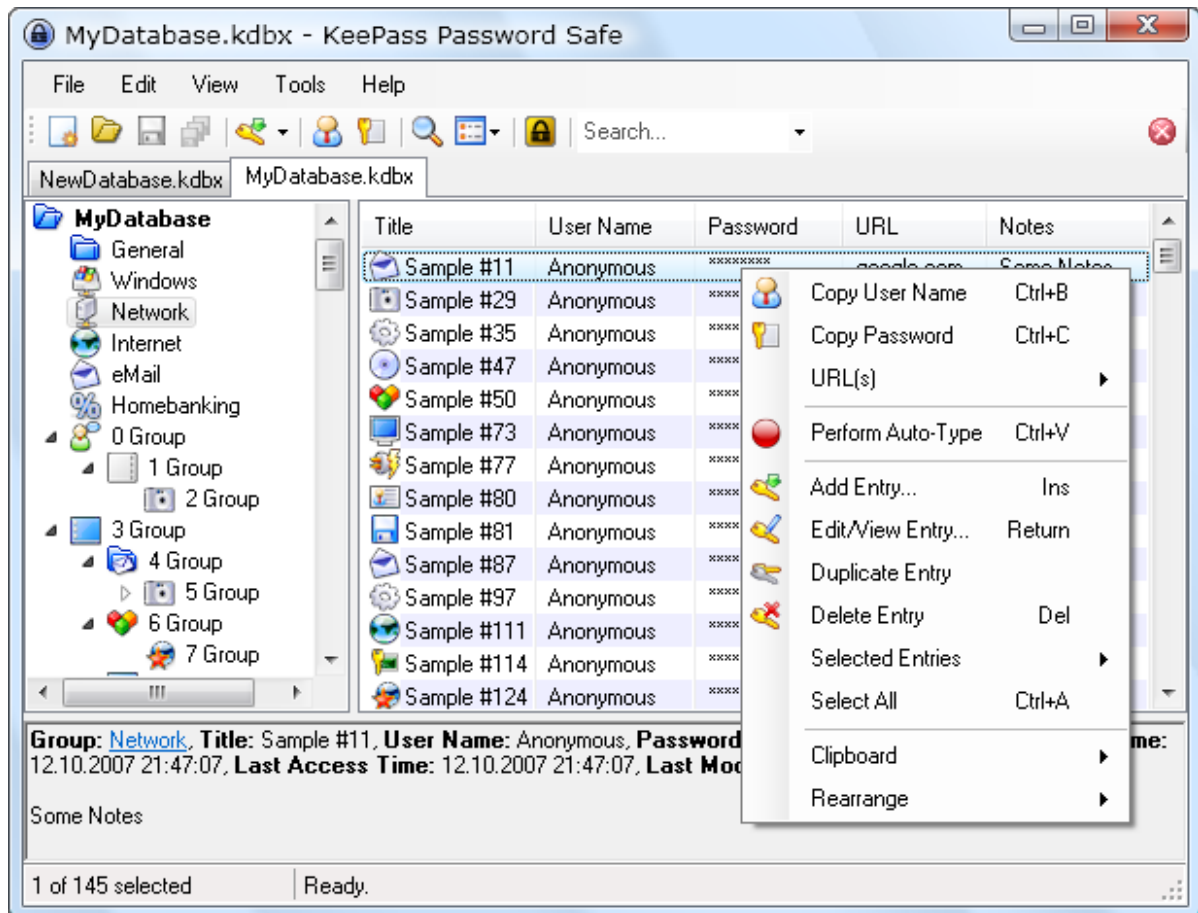 MyDatabase.kdbx - KeePass Password Safe
File Edit View Tools Help
Search...
NewDatabase.kdbx MyDatabase.kdbx
MyDatabase
General
Windows
Network
Internet
eMail
Homebanking
0 Group
1 Group
2 Group
3 Group
4 Group
5 Group
6 Group
7 Group
Title User Name Password URL Notes
Sample #11 Anonymous ******** google.com Some Notes
Sample #29 Anonymous ****
Sample #35 Anonymous ****
Sample #47 Anonymous ****
Sample #50 Anonymous ****
Sample #73 Anonymous ****
Sample #77 Anonymous ****
Sample #80 Anonymous ****
Sample #81 Anonymous ****
Sample #87 Anonymous ****
Sample #97 Anonymous ****
Sample #111 Anonymous ****
Sample #114 Anonymous ****
Sample #124 Anonymous ****
Copy User Name Ctrl+B
Copy Password Ctrl+C
URL(s)
Perform Auto-Type Ctrl+V
Add Entry... Ins
Edit/View Entry... Return
Duplicate Entry
Delete Entry Del
Selected Entries
Select All Ctrl+A
Clipboard
Rearrange
Group: Network, Title: Sample #11, User Name: Anonymous, Password me:
12.10.2007 21:47:07, Last Access Time: 12.10.2007 21:47:07, Last Mod
Some Notes
1 of 145 selected Ready.